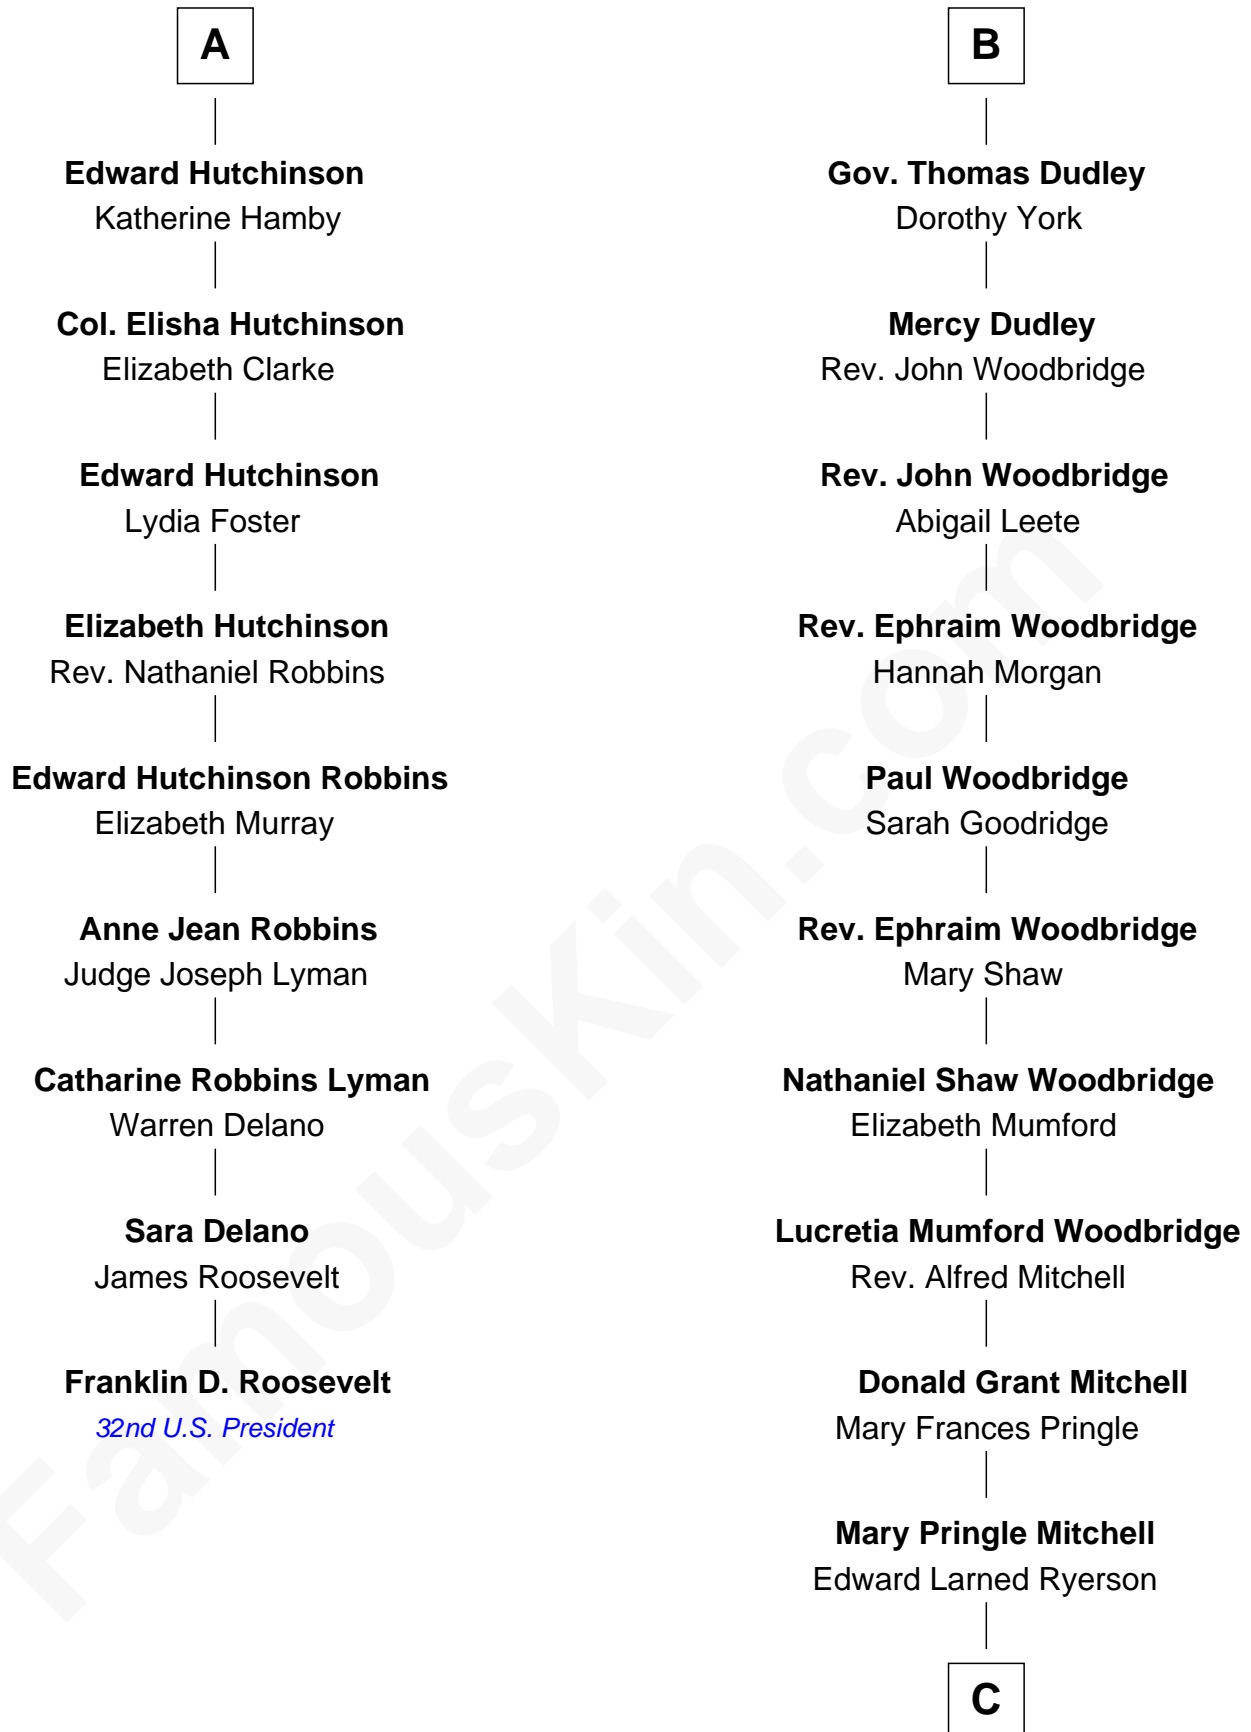 A
Edward Hutchinson
Katherine Hamby
Col. Elisha Hutchinson
Elizabeth Clarke
Edward Hutchinson
Lydia Foster
Elizabeth Hutchinson
Rev. Nathaniel Robbins
Edward Hutchinson Robbins
Elizabeth Murray
Anne Jean Robbins
Judge Joseph Lyman
Catharine Robbins Lyman
Warren Delano
Sara Delano
James Roosevelt
Franklin D. Roosevelt
32nd U.S. President
B
Gov. Thomas Dudley
Dorothy York
Mercy Dudley
Rev. John Woodbridge
Rev. John Woodbridge
Abigail Leete
Rev. Ephraim Woodbridge
Hannah Morgan
Paul Woodbridge
Sarah Goodridge
Rev. Ephraim Woodbridge
Mary Shaw
Nathaniel Shaw Woodbridge
Elizabeth Mumford
Lucretia Mumford Woodbridge
Rev. Alfred Mitchell
Donald Grant Mitchell
Mary Frances Pringle
Mary Pringle Mitchell
Edward Larned Ryerson
C
FamousKin.com